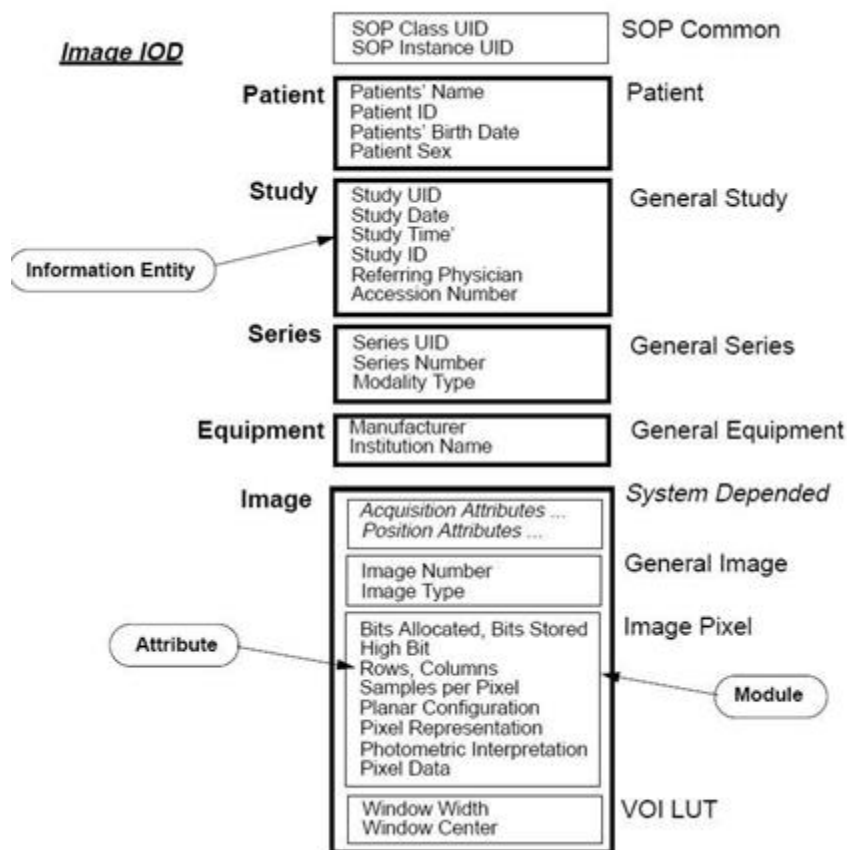 Image IOD
SOP Class UID
SOP Instance UID
SOP Common
Patient
Patients' Name
Patient ID
Patients' Birth Date
Patient Sex
Patient
Study
Study UID
Study Date
Study Time'
Study ID
Referring Physician
Accession Number
General Study
Information Entity
Series
Series UID
Series Number
Modality Type
General Series
Equipment
Manufacturer
Institution Name
General Equipment
Image
Acquisition Attributes ...
Position Attributes ...
System Depended
Image Number
Image Type
General Image
Bits Allocated, Bits Stored
High Bit
Rows, Columns
Samples per Pixel
Planar Configuration
Pixel Representation
Photometric Interpretation
Pixel Data
Image Pixel
Attribute
Module
Window Width
Window Center
VOI LUT